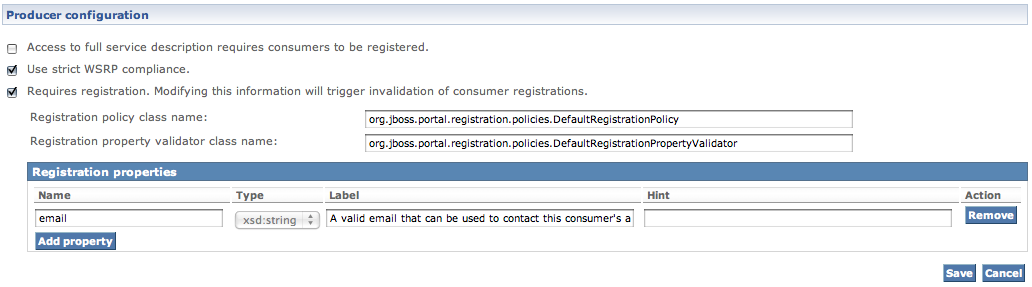 Producer configuration
Access to full service description requires consumers to be registered.
Use strict WSRP compliance.
Requires registration. Modifying this information will trigger invalidation of consumer registrations.
Registration policy class name: org.jboss.portal.registration.policies.DefaultRegistrationPolicy
Registration property validator class name: org.jboss.portal.registration.policies.DefaultRegistrationPropertyValidator
Registration properties
Name Type Label Hint Action
email xsd:string A valid email that can be used to contact this consumer's a Remove
Add property
Save Cancel